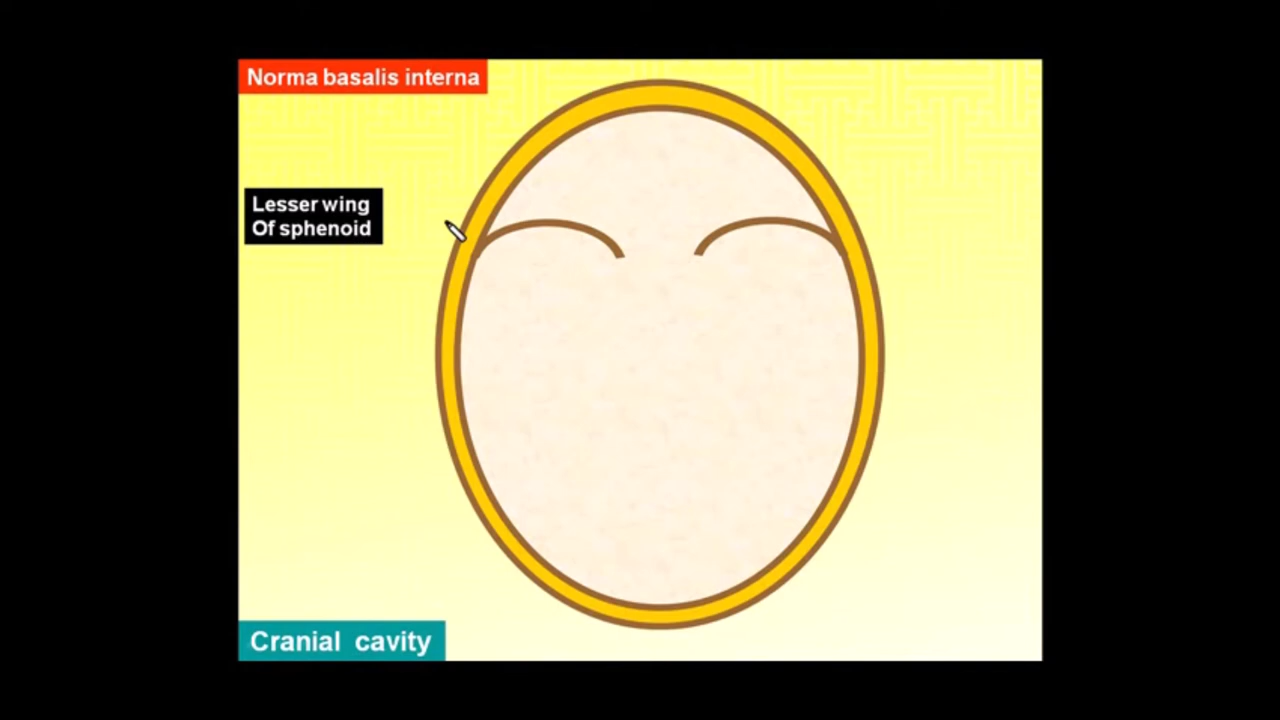 Norma basalis interna
Lesser wing
Of sphenoid
Cranial cavity